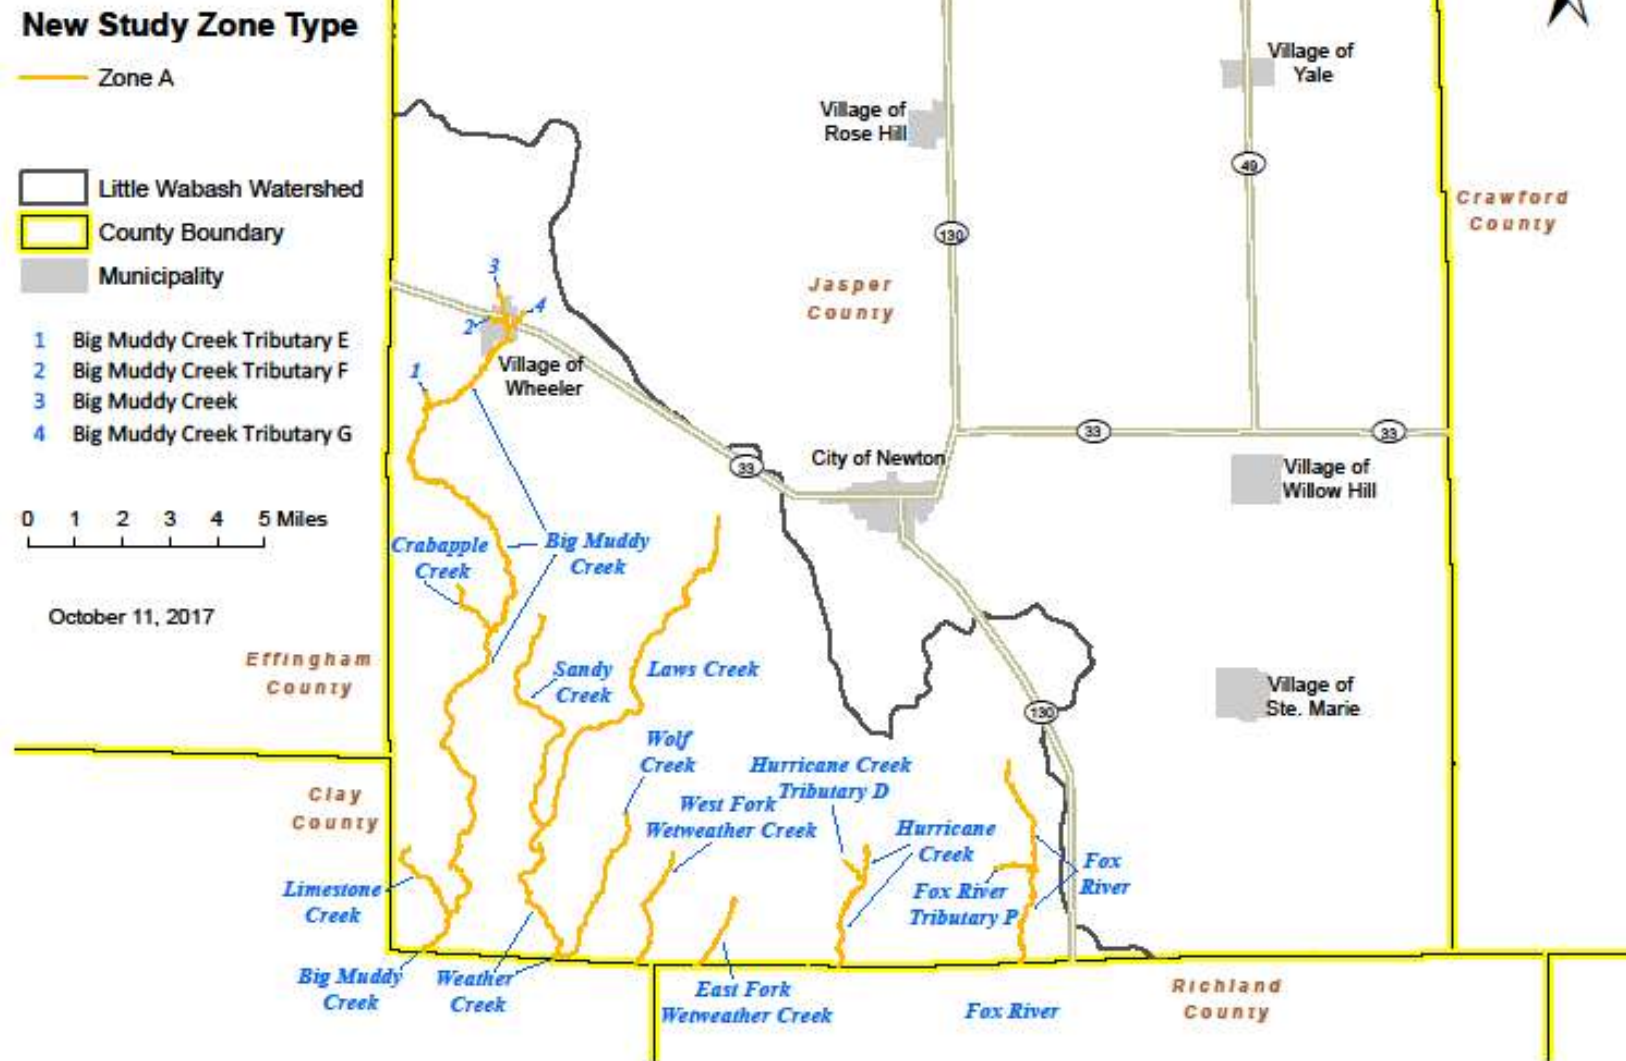 New Study Zone Type
Zone A
Little Wabash Watershed
County Boundary
Municipality
1 Big Muddy Creek Tributary E
2 Big Muddy Creek Tributary F
3 Big Muddy Creek
4 Big Muddy Creek Tributary G
0 1 2 3 4 5 Miles
October 11, 2017
Village of
Yale
Village of
Rose Hill
49
Crawford
County
130
Jasper
County
3
4
2
1
Village of
Wheeler
33
33
33
City of Newton
Village of
Willow Hill
Crabapple
Creek
Big Muddy
Creek
Effingham
County
Sandy
Creek
Laws Creek
Village of
Ste. Marie
130
Wolf
Creek
Hurricane Creek
Tributary D
Clay
County
West Fork
Wetweather Creek
Hurricane
Creek
Fox
River
Limestone
Creek
Fox River
Tributary P
Big Muddy
Creek
Weather
Creek
East Fork
Wetweather Creek
Fox River
Richland
County